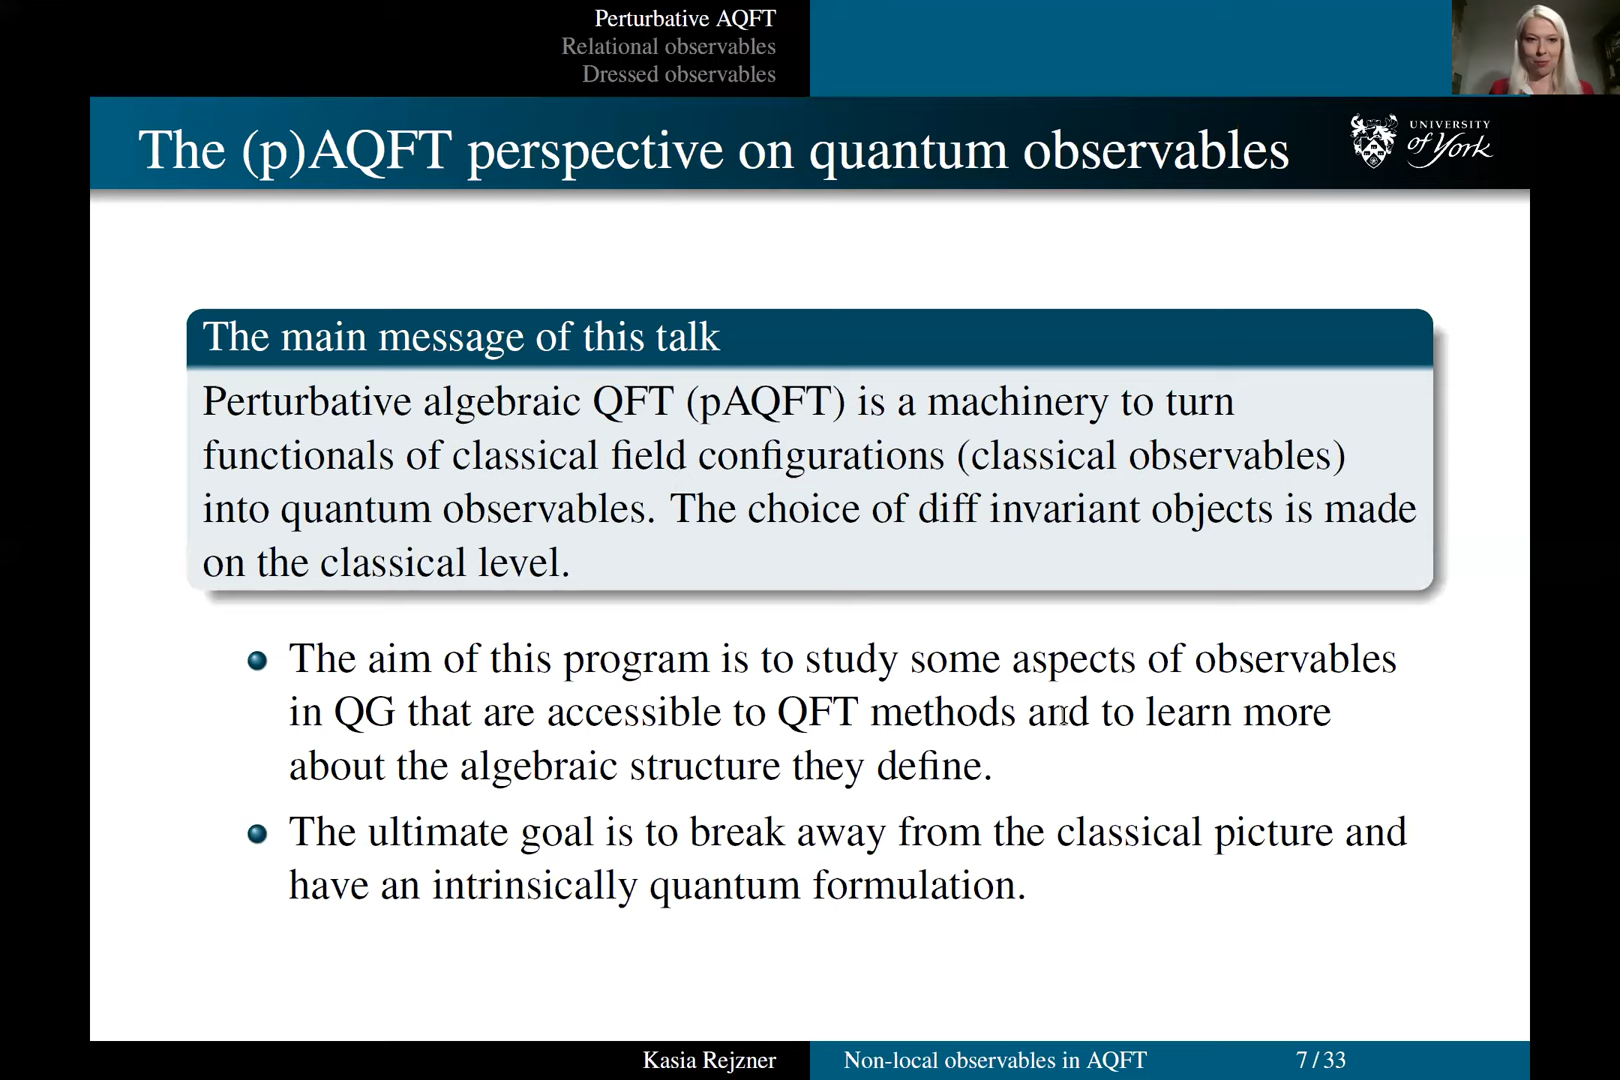 Perturbative AQFT
Relational observables
Dressed observables
The (p)AQFT perspective on quantum observables
UNIVERSITY
of York
The main message of this talk
Perturbative algebraic QFT (pAQFT) is a machinery to turn
functionals of classical field configurations (classical observables)
into quantum observables. The choice of diff invariant objects is made
on the classical level.
The aim of this program is to study some aspects of observables
in QG that are accessible to QFT methods and to learn more
about the algebraic structure they define.
The ultimate goal is to break away from the classical picture and
have an intrinsically quantum formulation.
Kasia Rejzner
Non-local observables in AQFT
7 / 33